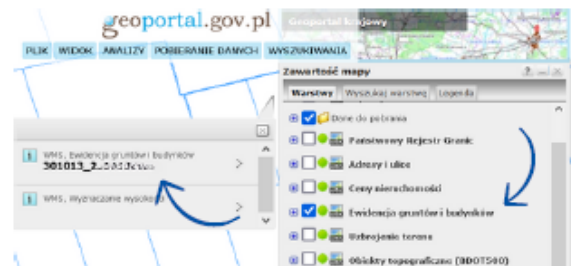 geoportal.gov.pl
Geoportal krajowy
PLIK WIDOK ANALIZY POBIERANIE DANYCH WYSZUKIWANIA
Zawartość mapy
Warstwy Wyszukaj warstwę Legenda
Dane do pobrania
Państwowy Rejestr Granic
Adresy i ulice
Ceny nieruchomości
Ewidencja gruntów i budynków
Uzbrojenie terenu
Obiekty topograficzne (BDOT500)
WMS, Ewidencja gruntów i budynków
301013_2.
WMS, Wyznaczanie wysokości